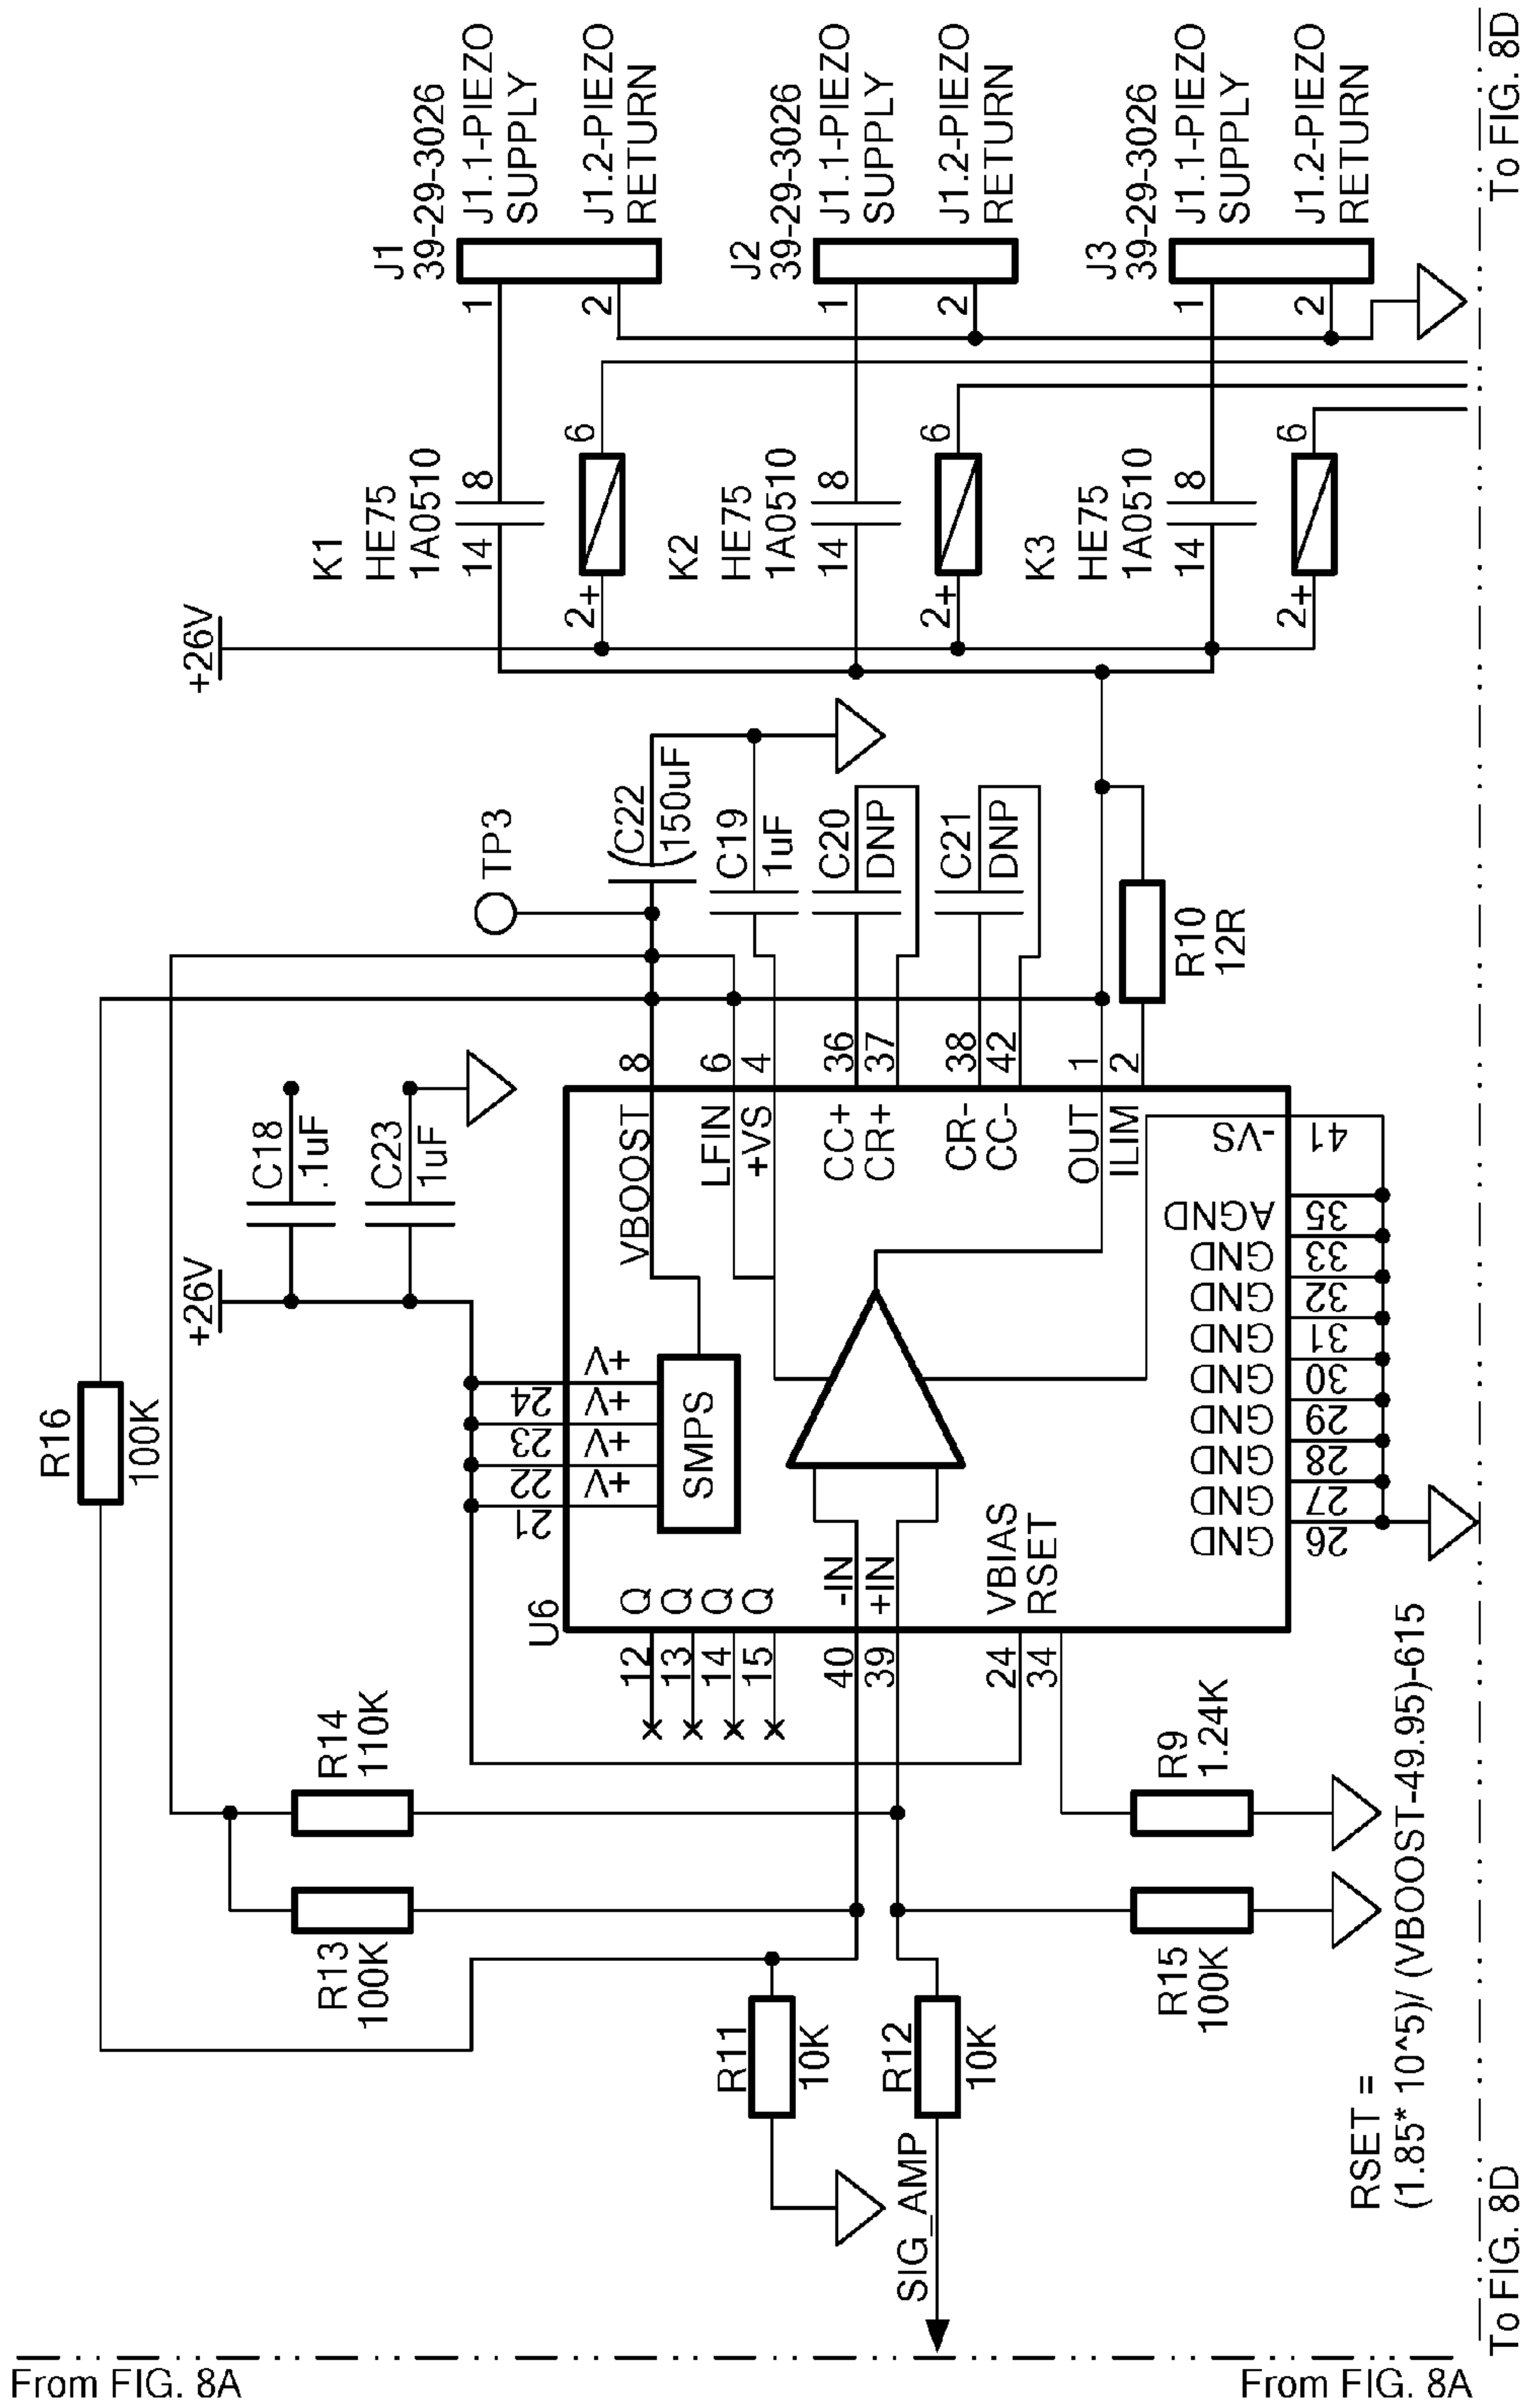 From FIG. 8A
From FIG. 8A
To FIG. 8D
To FIG. 8D
R16
100K
+26V
C18
.1uF
C23
1uF
+26V
TP3
C22
150uF
C19
1uF
C20
DNP
C21
DNP
R10
12R
K1
HE75
1A0510
14
8
2+
6
K2
HE75
1A0510
14
8
2+
6
K3
HE75
1A0510
14
8
2+
6
J1
39-29-3026
1
J1.1-PIEZO
SUPPLY
2
J1.2-PIEZO
RETURN
J2
39-29-3026
1
J1.1-PIEZO
SUPPLY
2
J1.2-PIEZO
RETURN
J3
39-29-3026
1
J1.1-PIEZO
SUPPLY
2
J1.2-PIEZO
RETURN
R14
110K
R13
100K
R11
10K
R12
10K
SIG_AMP
R15
100K
R9
1.24K
U6
12 Q
13 Q
14 Q
15 Q
40 -IN
39 +IN
24 VBIAS
34 RSET
21
22 +V
23 +V
24 +V
+V
SMPS
VBOOST 8
LFIN 6
+VS 4
CC+ 36
CR+ 37
CR- 38
CC- 42
OUT 1
ILIM 2
-VS 41
AGND 35
GND 33
GND 32
GND 31
GND 30
GND 29
GND 28
GND 27
GND 26
RSET =
(1.85* 10^5)/ (VBOOST-49.95)-615